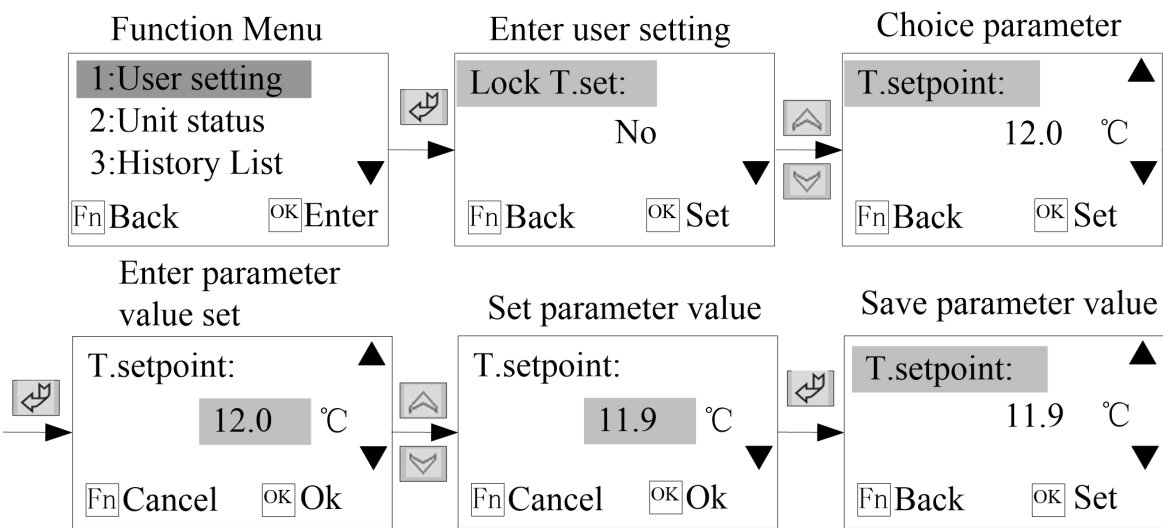 Function Menu
1:User setting
2:Unit status
3:History List
Fn Back OK Enter
Enter user setting
Lock T.set:
No
Fn Back OK Set
Choice parameter
T.setpoint:
12.0 ℃
Fn Back OK Set
Enter parameter
value set
T.setpoint:
12.0 ℃
Fn Cancel OK Ok
Set parameter value
T.setpoint:
11.9 ℃
Fn Cancel OK Ok
Save parameter value
T.setpoint:
11.9 ℃
Fn Back OK Set